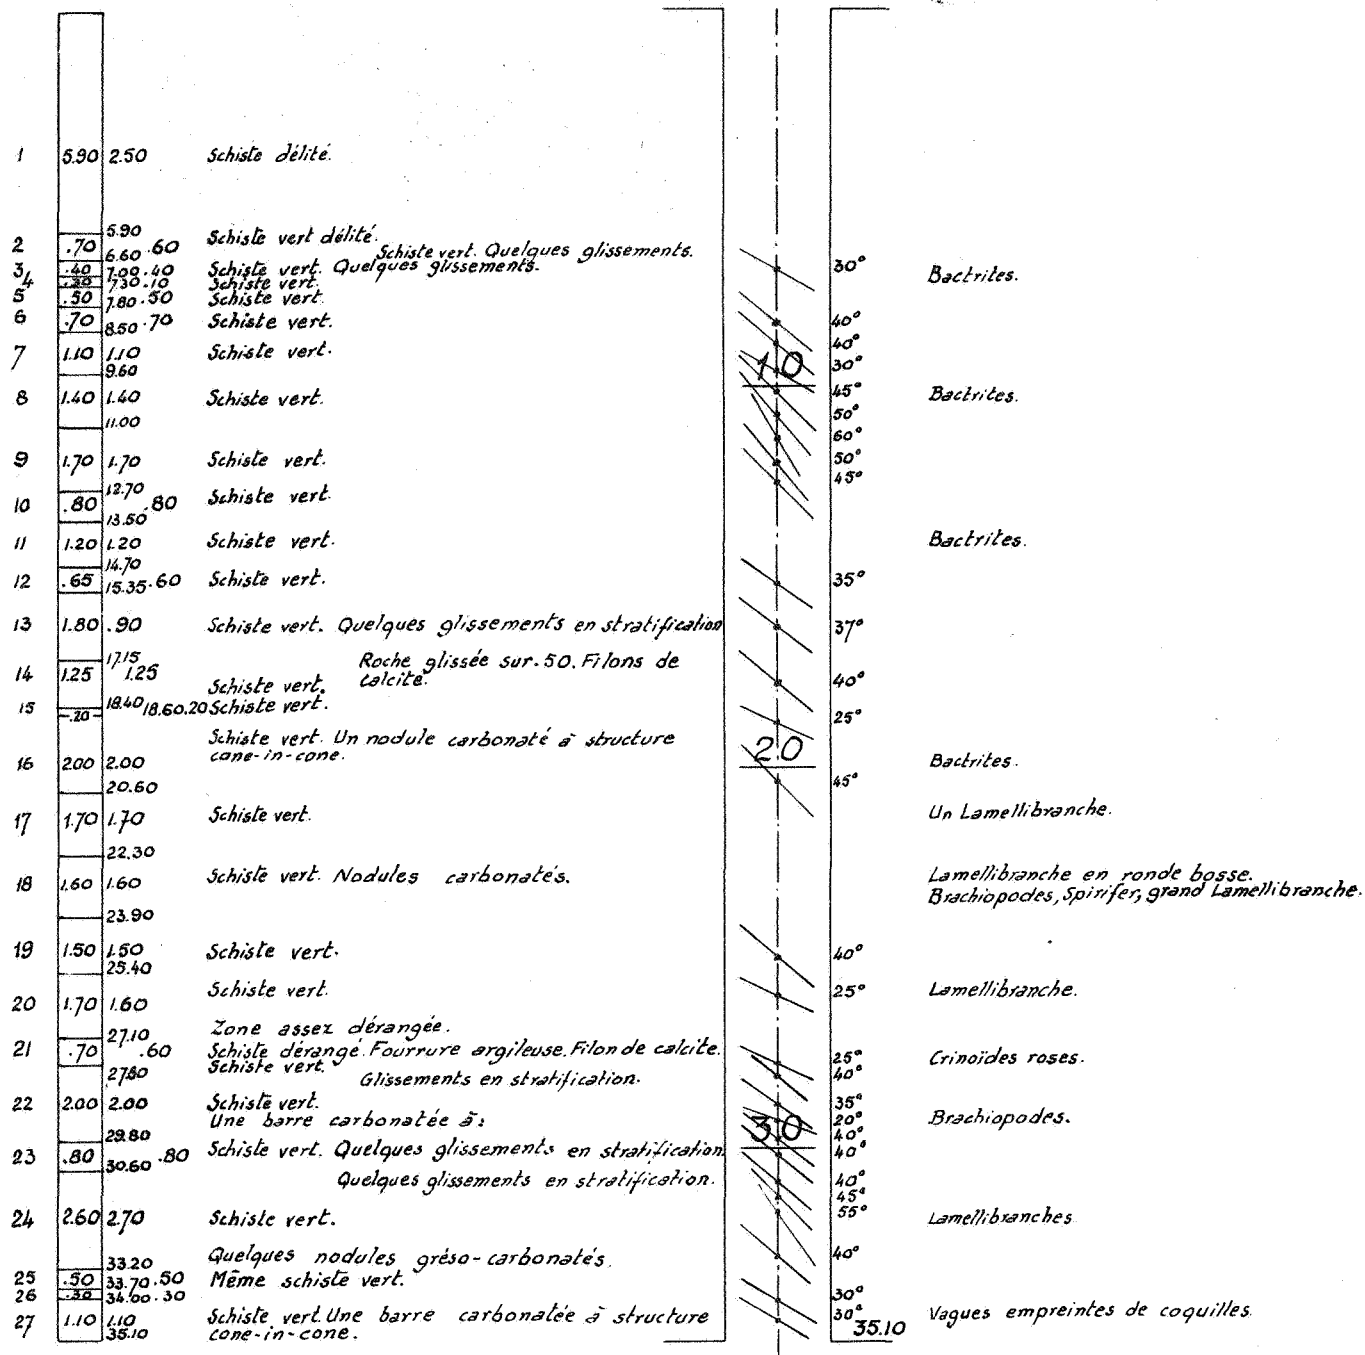 1 5.90 2.50 Schiste délité.
5.90
2 .70 .60 Schiste vert délité.
6.60 Schiste vert. Quelques glissements.
3 .40 7.00 .40 Schiste vert. Quelques glissements. 30°
4 .30 7.30 .10 Schiste vert. Bactrites.
5 .50 7.80 .50 Schiste vert.
6 .70 8.50 .70 Schiste vert. 40°
40°
7 1.10 1.10 Schiste vert.
9.60 10 30°
8 1.40 1.40 Schiste vert. 45° Bactrites.
50°
11.00
60°
9 1.70 1.70 Schiste vert. 50°
45°
12.70
10 .80 .80 Schiste vert.
13.50
11 1.20 1.20 Schiste vert. Bactrites.
14.70
12 .65 15.35 .60 Schiste vert. 35°
13 1.80 .90 Schiste vert. Quelques glissements en stratification 37°
17.15 Roche glissée sur .50. Filons de
14 1.25 1.25 calcite. 40°
Schiste vert.
15 .20 18.40 18.60 .20 Schiste vert. 25°
Schiste vert. Un nodule carbonaté à structure
20
16 2.00 2.00 cone-in-cone. Bactrites.
20.60 45°
17 1.70 1.70 Schiste vert. Un Lamellibranche.
22.30
18 1.60 1.60 Schiste vert. Nodules carbonatés. Lamellibranche en ronde bosse.
Brachiopodes, Spirifer, grand Lamellibranche.
23.90
19 1.50 1.50 Schiste vert. 40°
25.40
Schiste vert. 25° Lamellibranche.
20 1.70 1.60
27.10 Zone assez dérangée.
21 .70 .60 Schiste dérangé. Fourrure argileuse. Filon de calcite. 25° Crinoïdes roses.
27.80 Schiste vert. Glissements en stratification. 40°
22 2.00 2.00 Schiste vert. 35°
Une barre carbonatée à: 20° Brachiopodes.
29.80 30 40°
23 .80 30.60 .80 Schiste vert. Quelques glissements en stratification. 40°
Quelques glissements en stratification. 40°
45°
24 2.60 2.70 Schiste vert. 55° Lamellibranches
33.20 Quelques nodules gréso-carbonatés. 40°
25 .50 33.70 .50 Même schiste vert.
26 .30 34.00 .30 30°
27 1.10 1.10 Schiste vert. Une barre carbonatée à structure 30° Vagues empreintes de coquilles.
35.10 cone-in-cone. 35.10